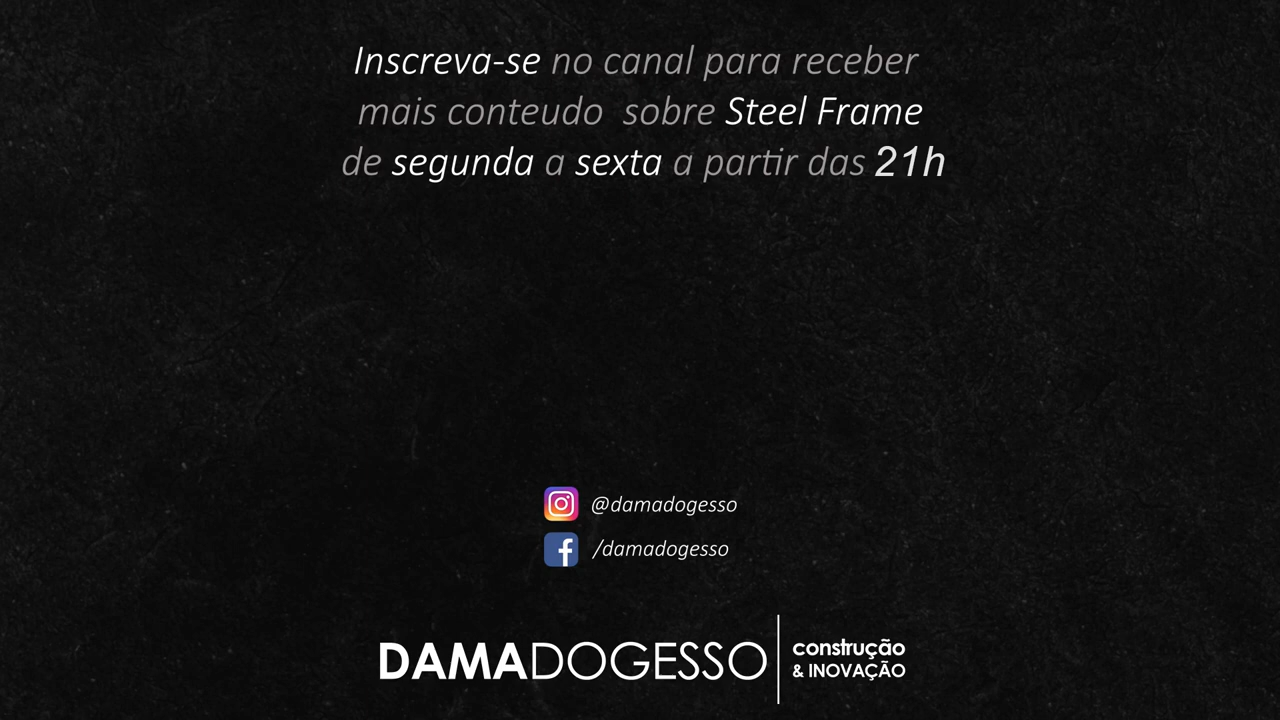 Inscreva-se no canal para receber
mais conteudo sobre Steel Frame
de segunda a sexta a partir das 21h
@damadogesso
/damadogesso
DAMADOGESSO
construção
& INOVAÇÃO